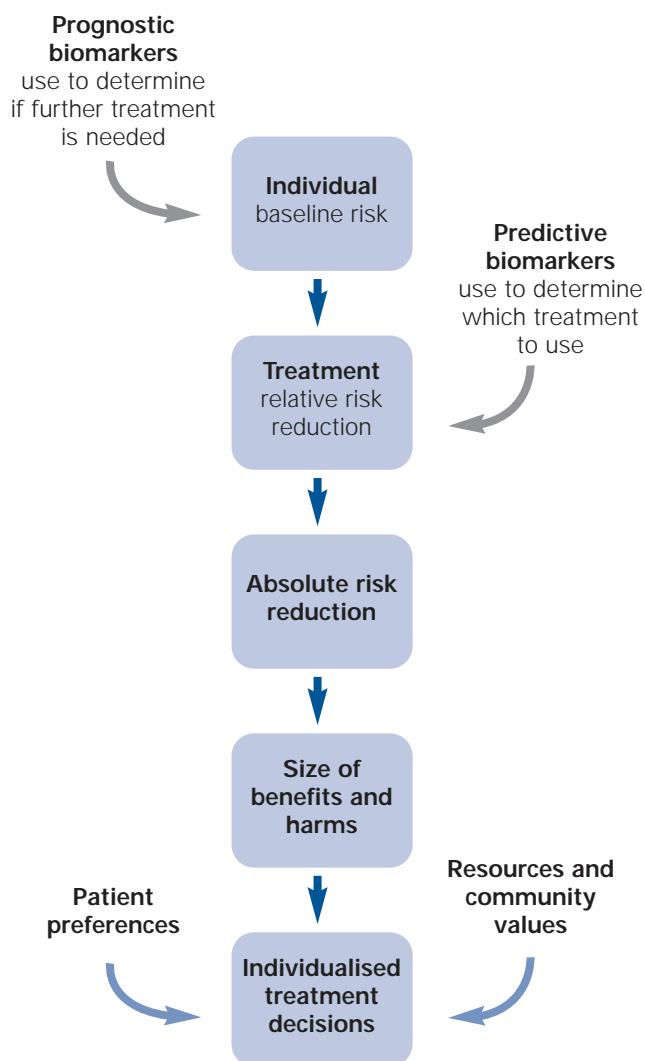 Prognostic
biomarkers
use to determine
if further treatment
is needed
Individual
baseline risk
Predictive
biomarkers
use to determine
which treatment
to use
Treatment
relative risk
reduction
Absolute risk
reduction
Size of
benefits and
harms
Patient
preferences
Resources and
community
values
Individualised
treatment
decisions